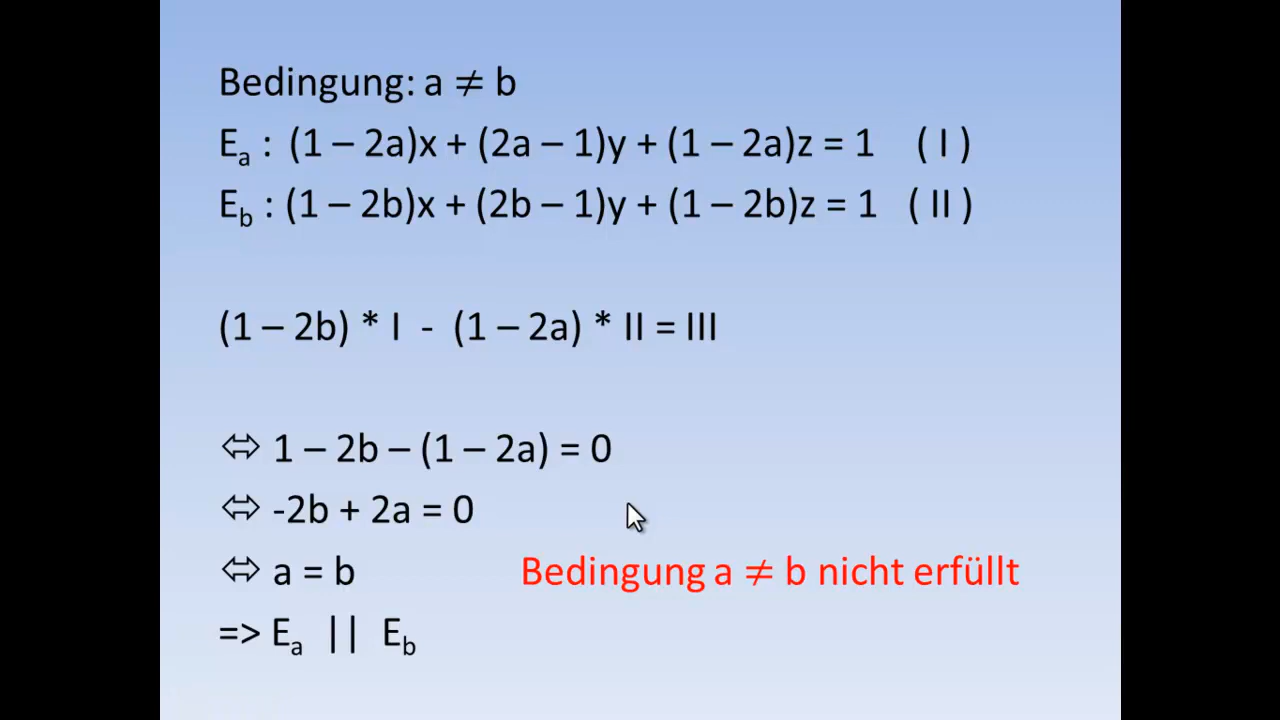 Bedingung: a ≠ b
Eₐ : (1 – 2a)x + (2a – 1)y + (1 – 2a)z = 1 ( I )
E_b : (1 – 2b)x + (2b – 1)y + (1 – 2b)z = 1 ( II )
(1 – 2b) * I - (1 – 2a) * II = III
⬄ 1 – 2b – (1 – 2a) = 0
⬄ -2b + 2a = 0
⬄ a = b Bedingung a ≠ b nicht erfüllt
=> Eₐ || E_b